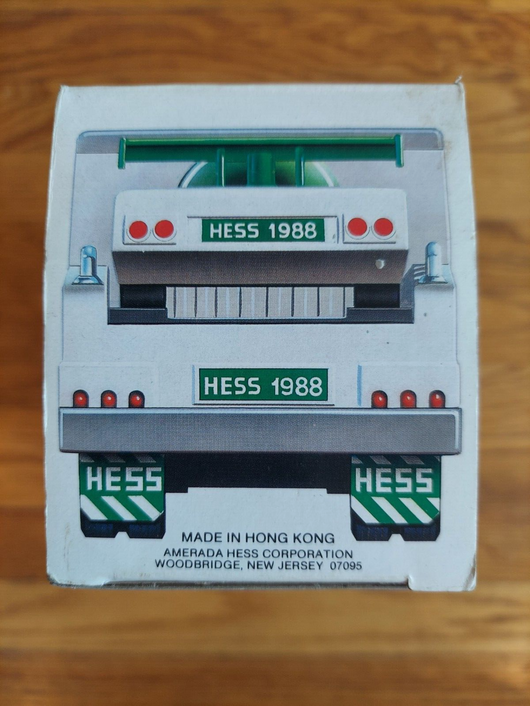 HESS 1988
HESS 1988
HESS HESS
MADE IN HONG KONG
AMERADA HESS CORPORATION
WOODBRIDGE, NEW JERSEY 07095